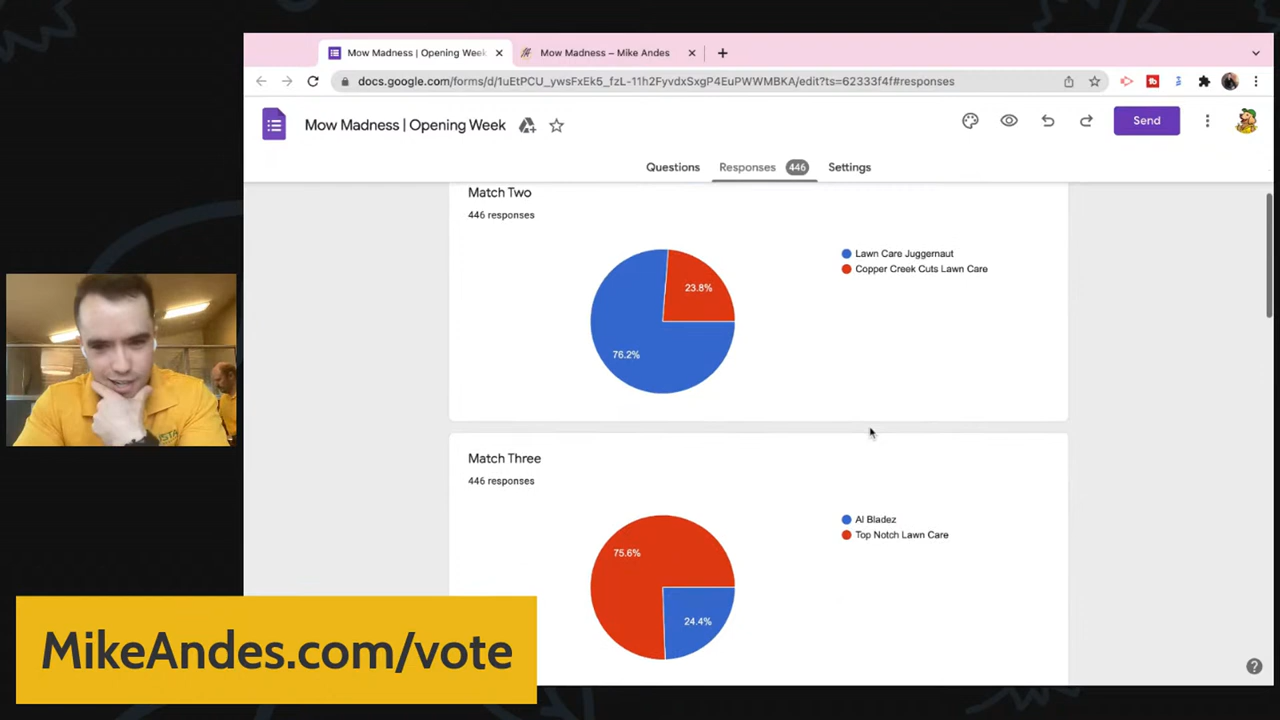 Mow Madness | Opening Week
Mow Madness – Mike Andes
docs.google.com/forms/d/1uEtPCU_ywsFxEk5_fzL-11h2FyvdxSxgP4EuPWWMBKA/edit?ts=62333f4f#responses
Mow Madness | Opening Week
Send
Questions
Responses 446
Settings
Match Two
446 responses
Lawn Care Juggernaut
Copper Creek Cuts Lawn Care
23.8%
76.2%
Match Three
446 responses
Al Bladez
Top Notch Lawn Care
75.6%
24.4%
MikeAndes.com/vote